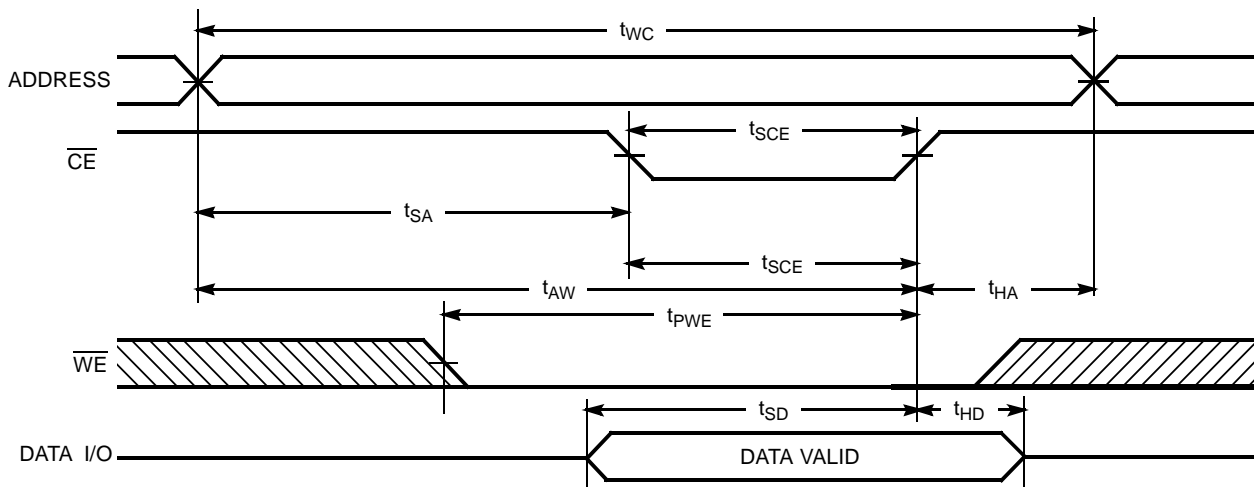 tWC
ADDRESS
tSCE
CE
tSA
tSCE
tAW
tHA
tPWE
WE
tSD
tHD
DATA I/O
DATA VALID